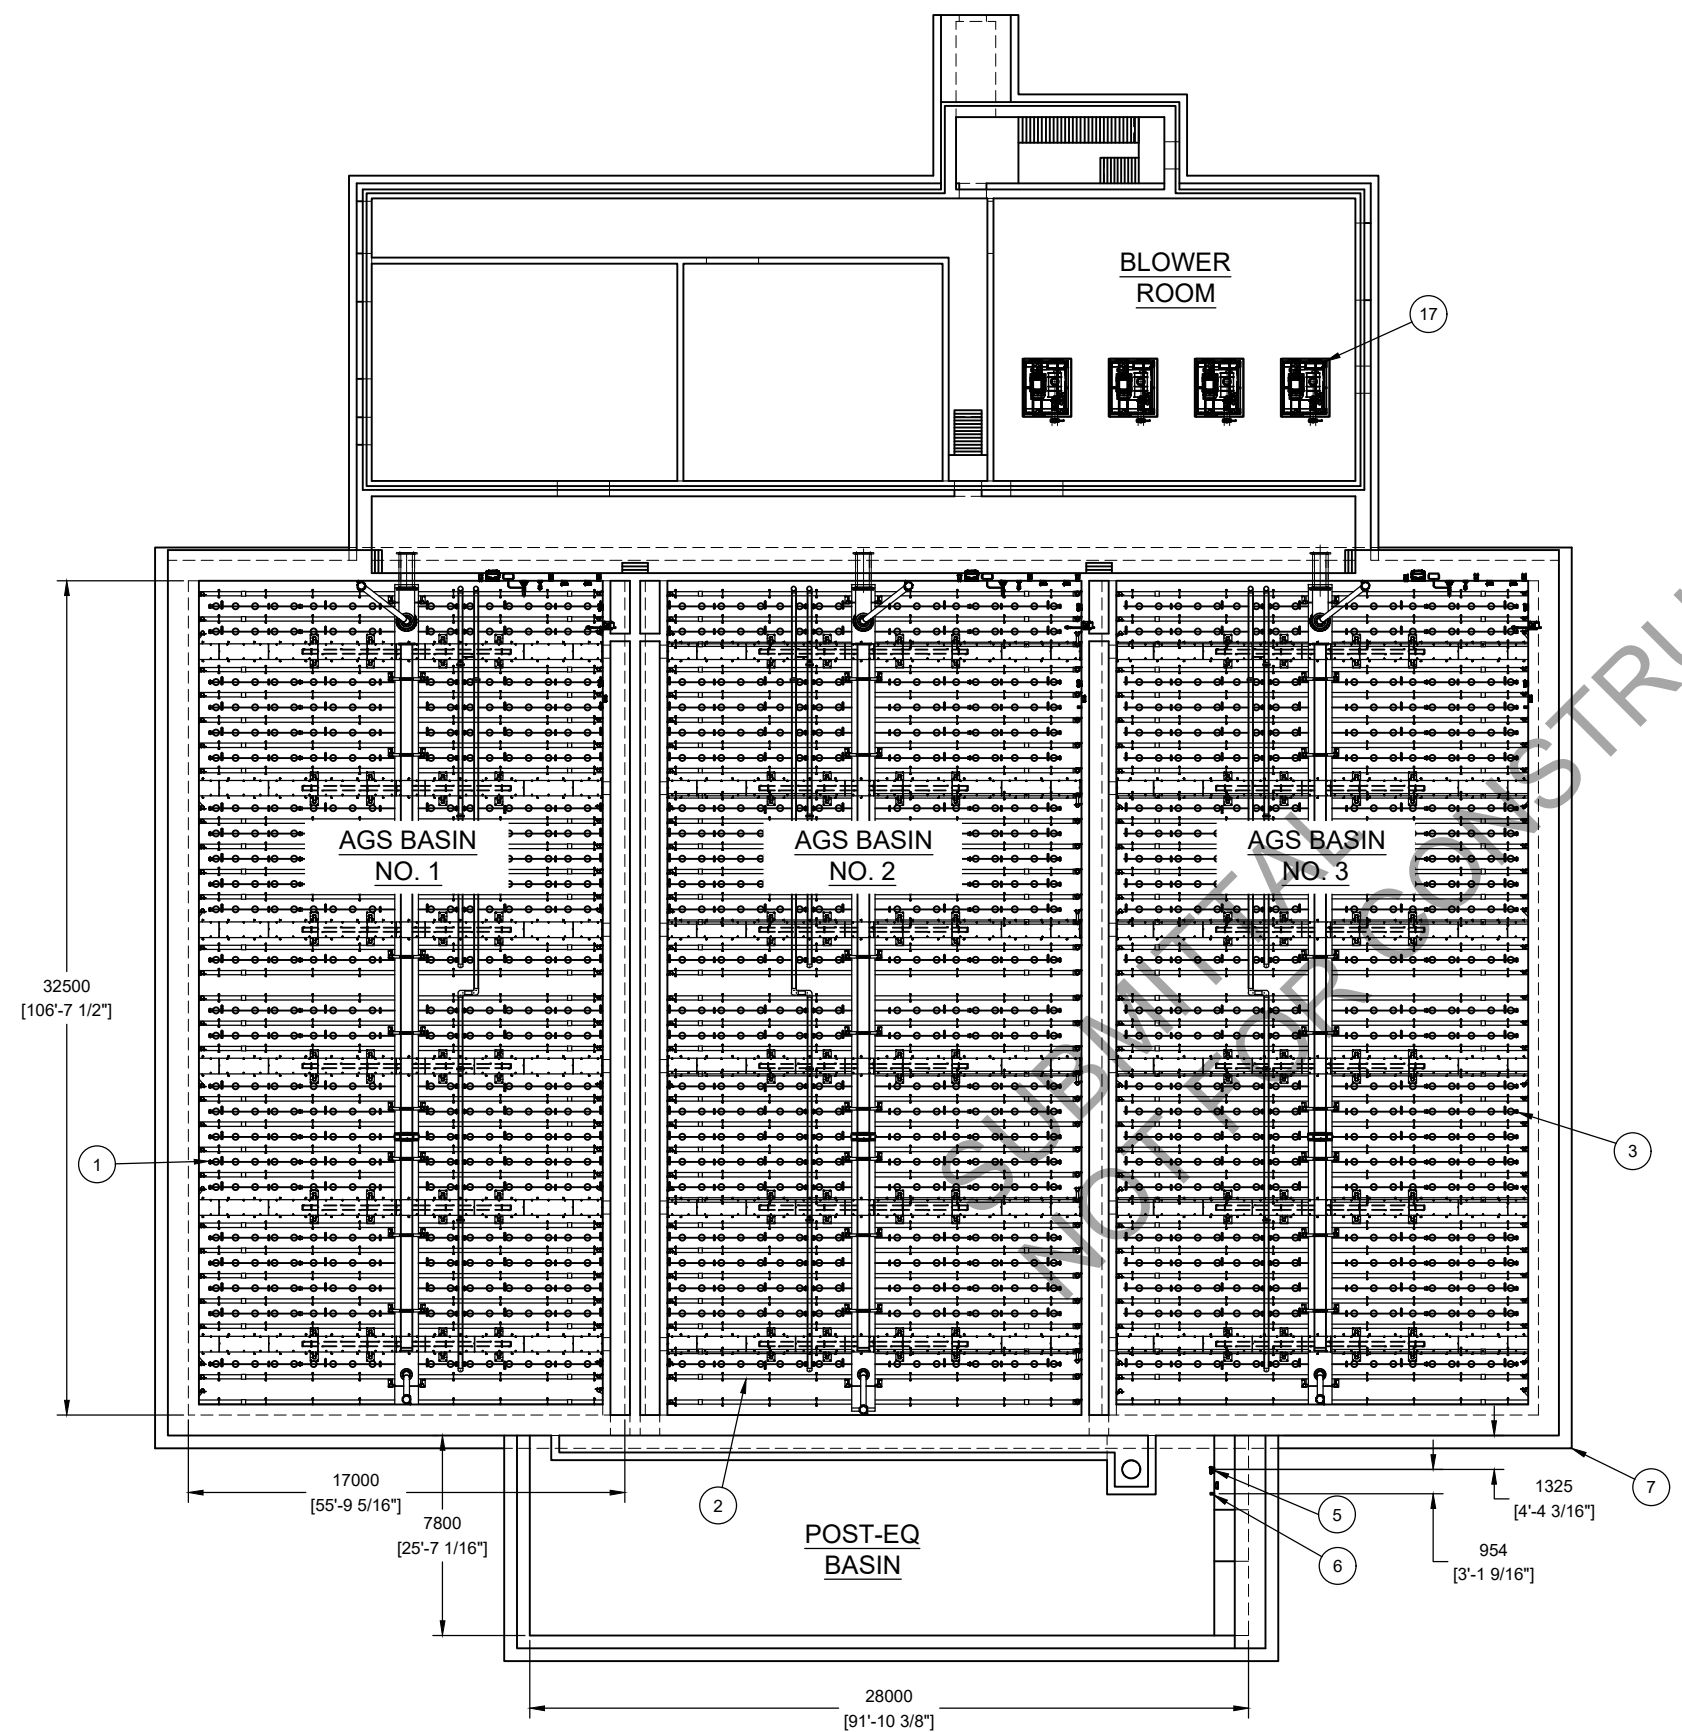 BLOWER
ROOM
17
AGS BASIN
NO. 1
AGS BASIN
NO. 2
AGS BASIN
NO. 3
32500
[106'-7 1/2"]
1
3
SUBMITTAL
NOT FOR
17000
[55'-9 5/16"]
7800
[25'-7 1/16"]
2
5
6
7
1325
[4'-4 3/16"]
954
[3'-1 9/16"]
POST-EQ
BASIN
28000
[91'-10 3/8"]